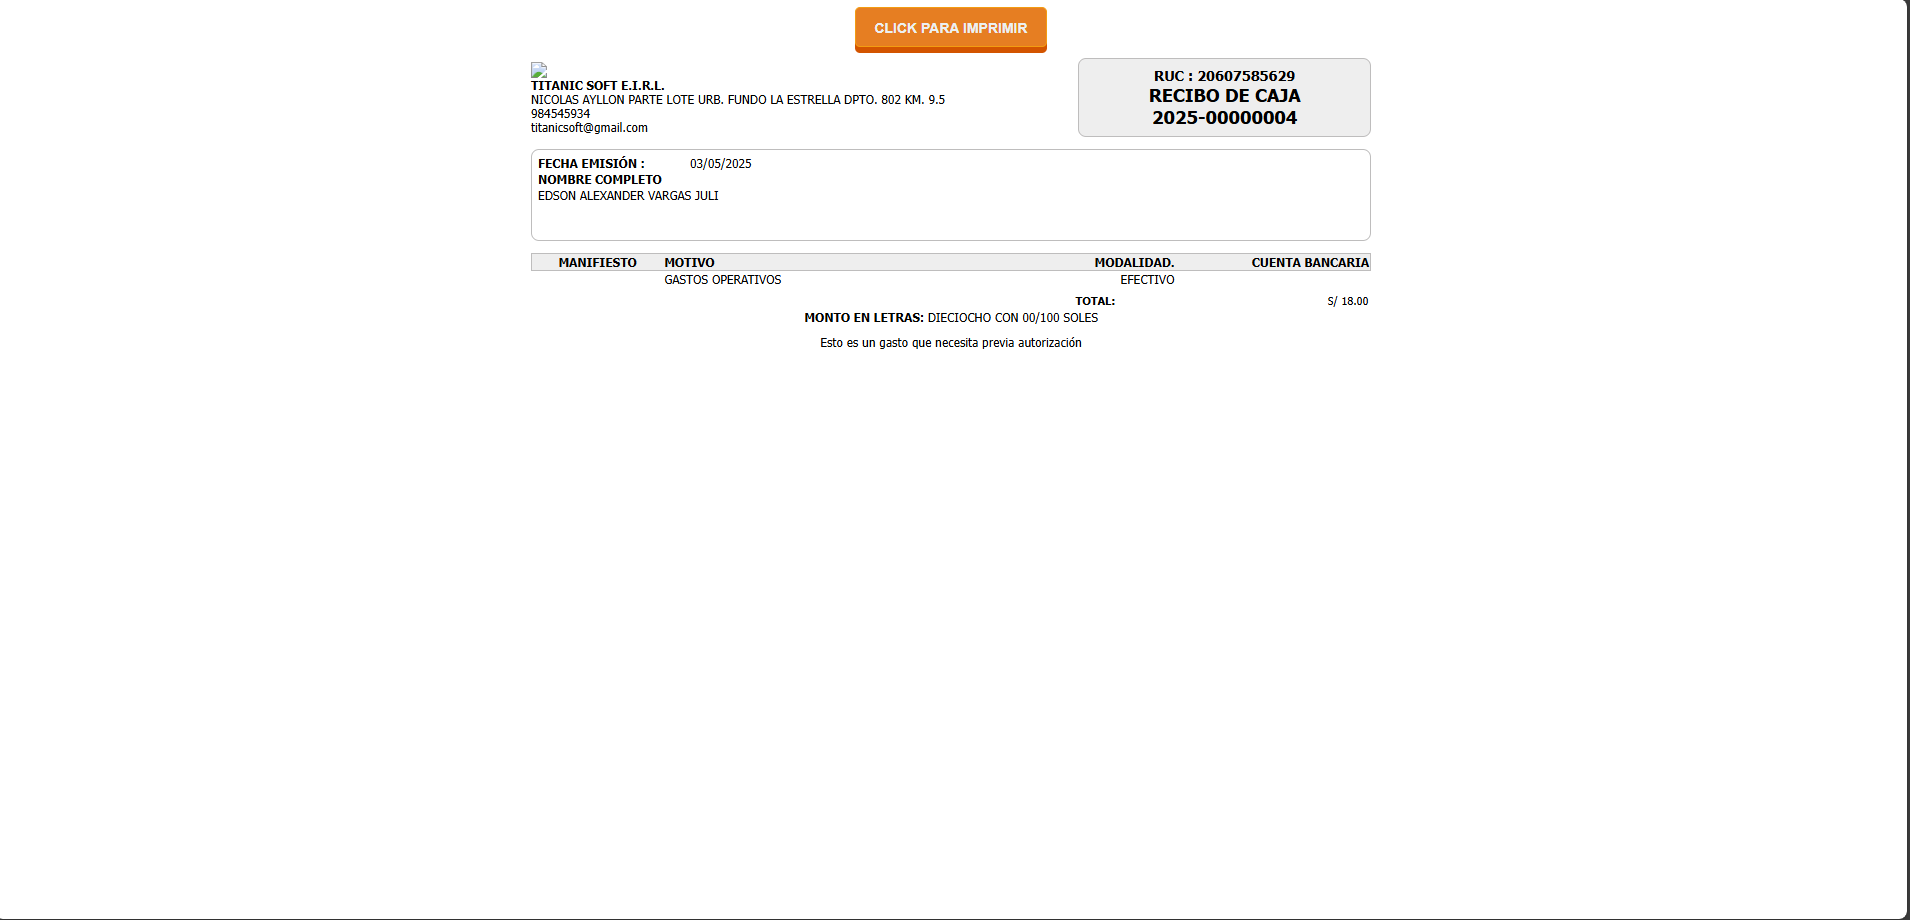 CLICK PARA IMPRIMIR
TITANIC SOFT E.I.R.L.
NICOLAS AYLLON PARTE LOTE URB. FUNDO LA ESTRELLA DPTO. 802 KM. 9.5
984545934
titanicsoft@gmail.com
RUC : 20607585629
RECIBO DE CAJA
2025-00000004
FECHA EMISIÓN : 03/05/2025
NOMBRE COMPLETO
EDSON ALEXANDER VARGAS JULI
MANIFIESTO MOTIVO MODALIDAD. CUENTA BANCARIA
GASTOS OPERATIVOS EFECTIVO
TOTAL: S/ 18.00
MONTO EN LETRAS: DIECIOCHO CON 00/100 SOLES
Esto es un gasto que necesita previa autorización